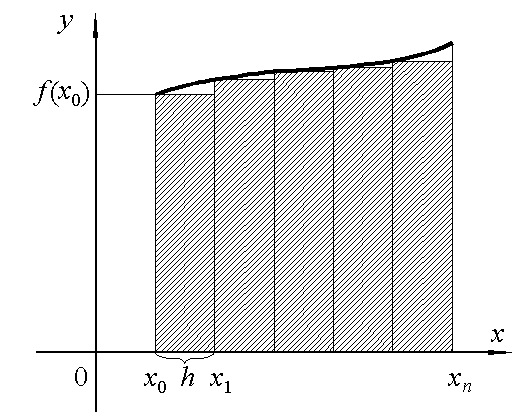 y
f(x₀)
x
0 x₀ h x₁ xₙ